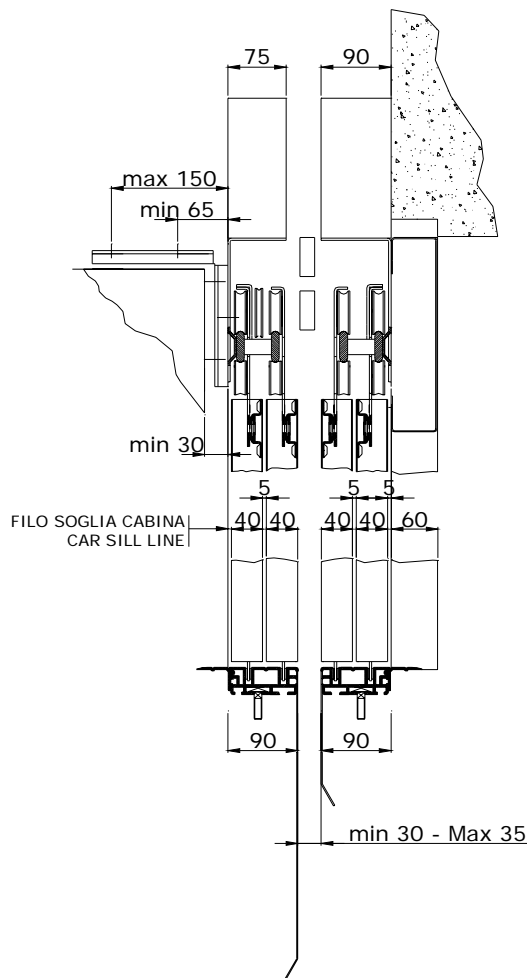 75 90
max 150
min 65
min 30
5 5 5
FILO SOGLIA CABINA
CAR SILL LINE
40 40 40 40 60
90 90
min 30 - Max 35